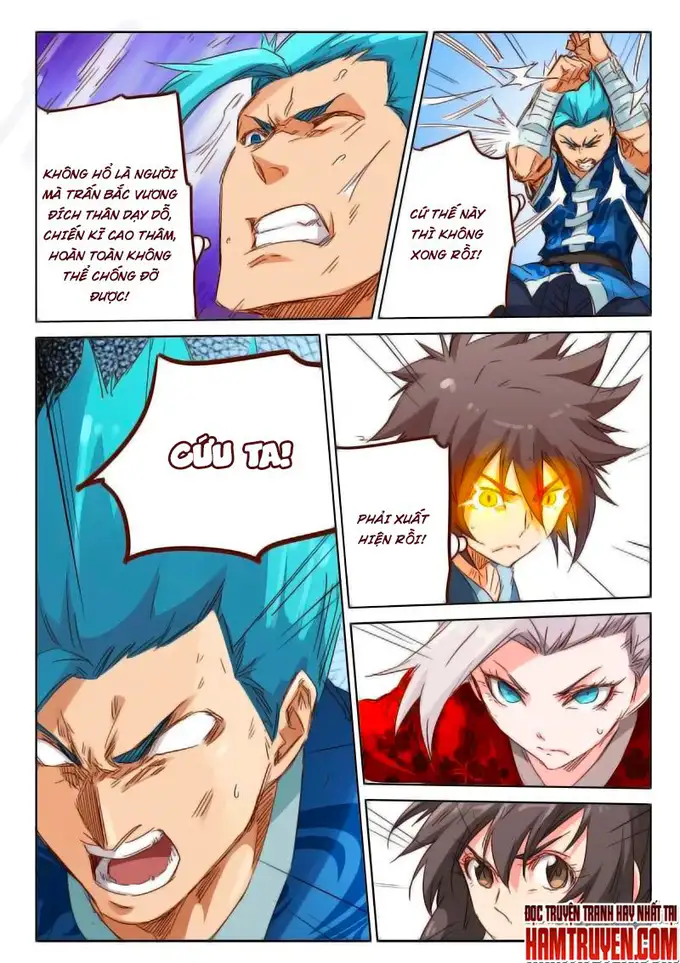 KHÔNG HỔ LÀ NGƯỜI
MÀ TRẤN BẮC VƯƠNG
ĐÍCH THÂN DẠY DỖ,
CHIẾN KĨ CAO THÂM,
HOÀN TOÀN KHÔNG
THỂ CHỐNG ĐỠ
ĐƯỢC!
CỨ THẾ NÀY
THÌ KHÔNG
XONG RỒI!
CỨU TA!
PHẢI XUẤT
HIỆN RỒI!
ĐỌC TRUYỆN TRANH HAY NHẤT TẠI
HAMTRUYEN.COM